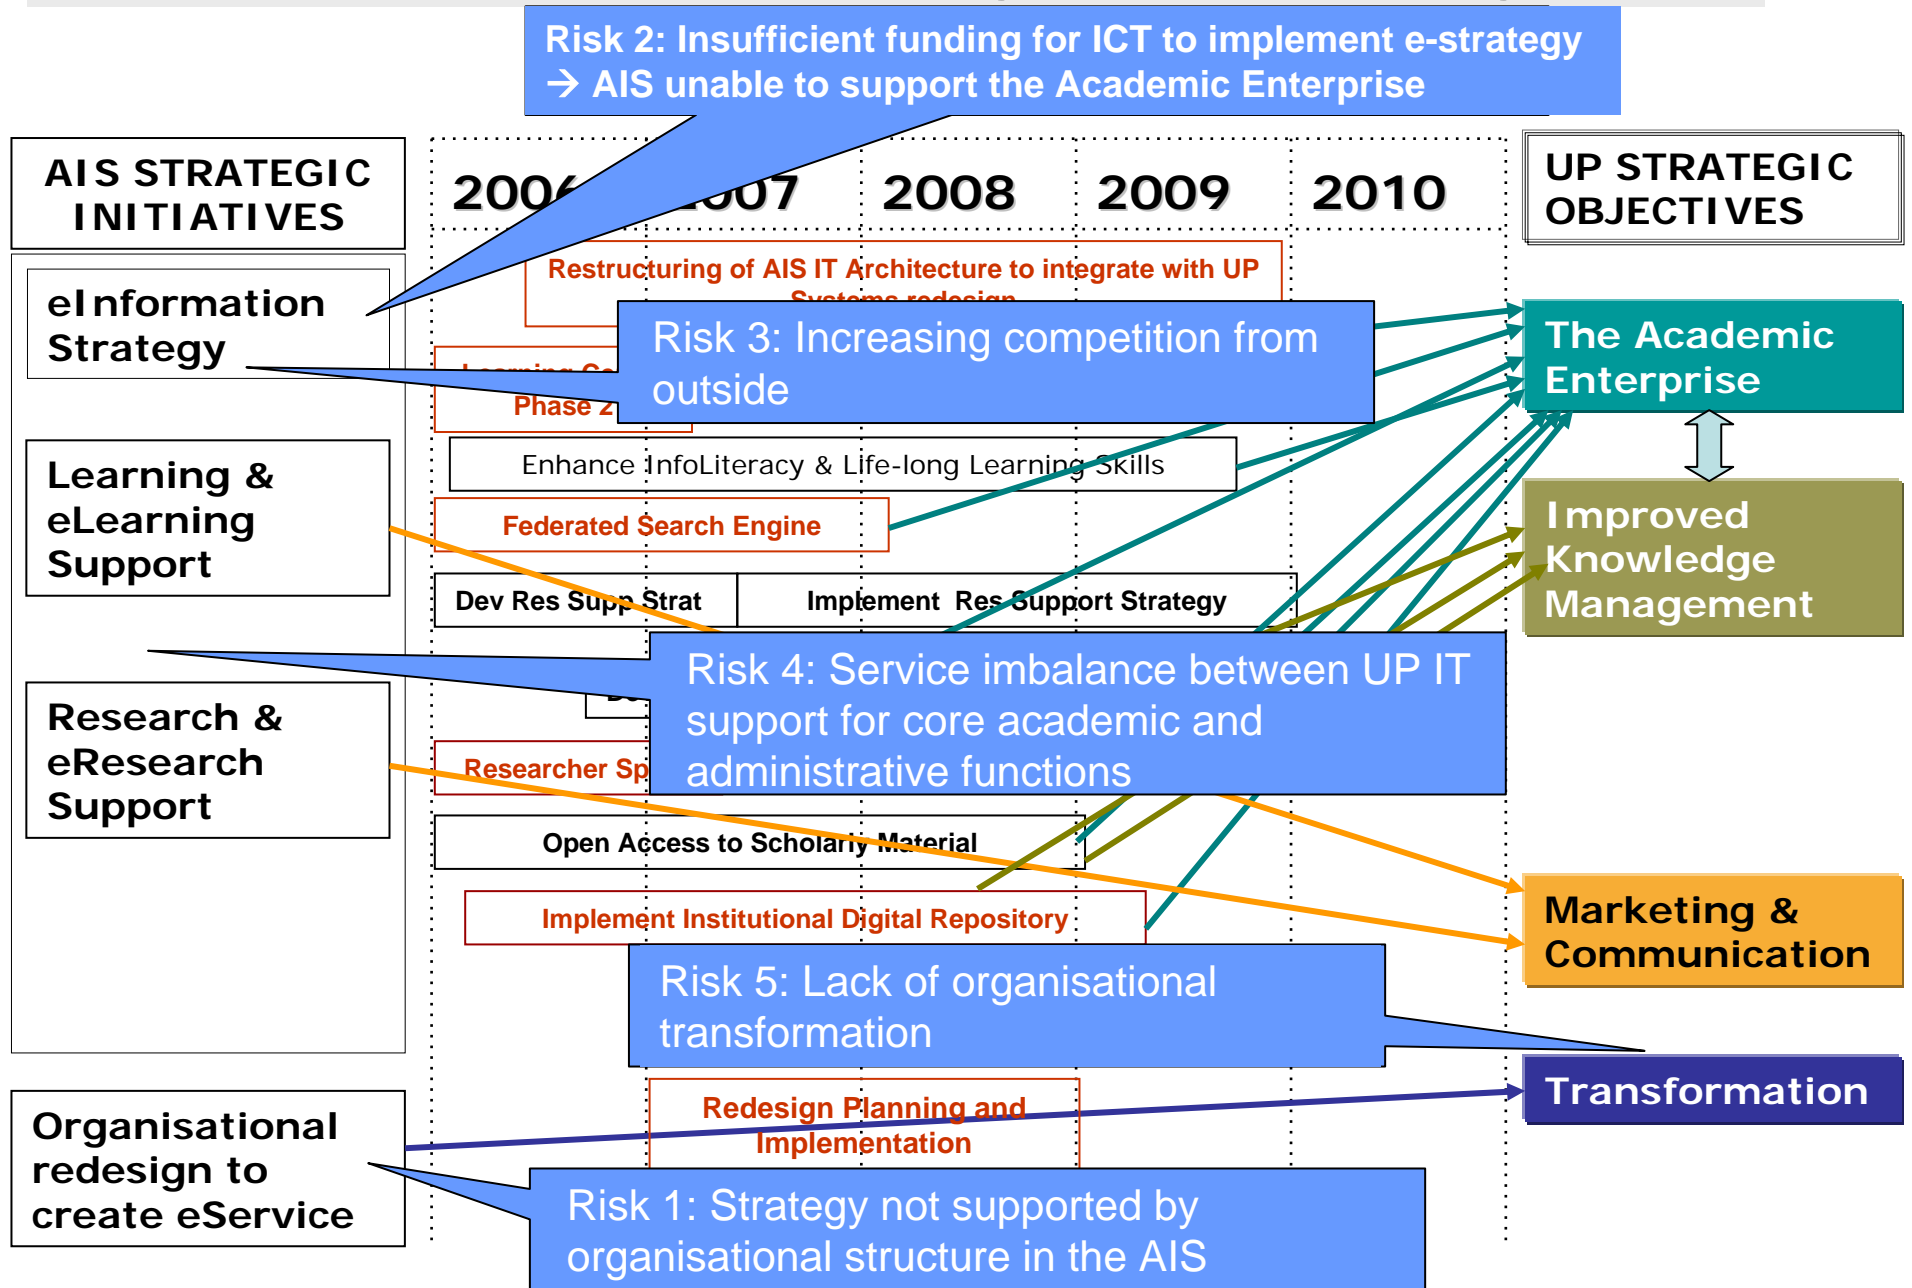 Risk 2: Insufficient funding for ICT to implement e-strategy
→ AIS unable to support the Academic Enterprise
AIS STRATEGIC
INITIATIVES
2006
2007
2008
2009
2010
UP STRATEGIC
OBJECTIVES
Restructuring of AIS IT Architecture to integrate with UP
Systems redesign
eInformation
Strategy
Risk 3: Increasing competition from
outside
Learning
Phase 2
The Academic
Enterprise
Enhance InfoLiteracy & Life-long Learning Skills
Learning &
eLearning
Support
Federated Search Engine
Improved
Knowledge
Management
Dev Res Supp Strat
Implement Res Support Strategy
Risk 4: Service imbalance between UP IT
support for core academic and
administrative functions
Research &
eResearch
Support
Researcher
Open Access to Scholarly Material
Implement Institutional Digital Repository
Marketing &
Communication
Risk 5: Lack of organisational
transformation
Redesign Planning and
Implementation
Transformation
Organisational
redesign to
create eService
Risk 1: Strategy not supported by
organisational structure in the AIS